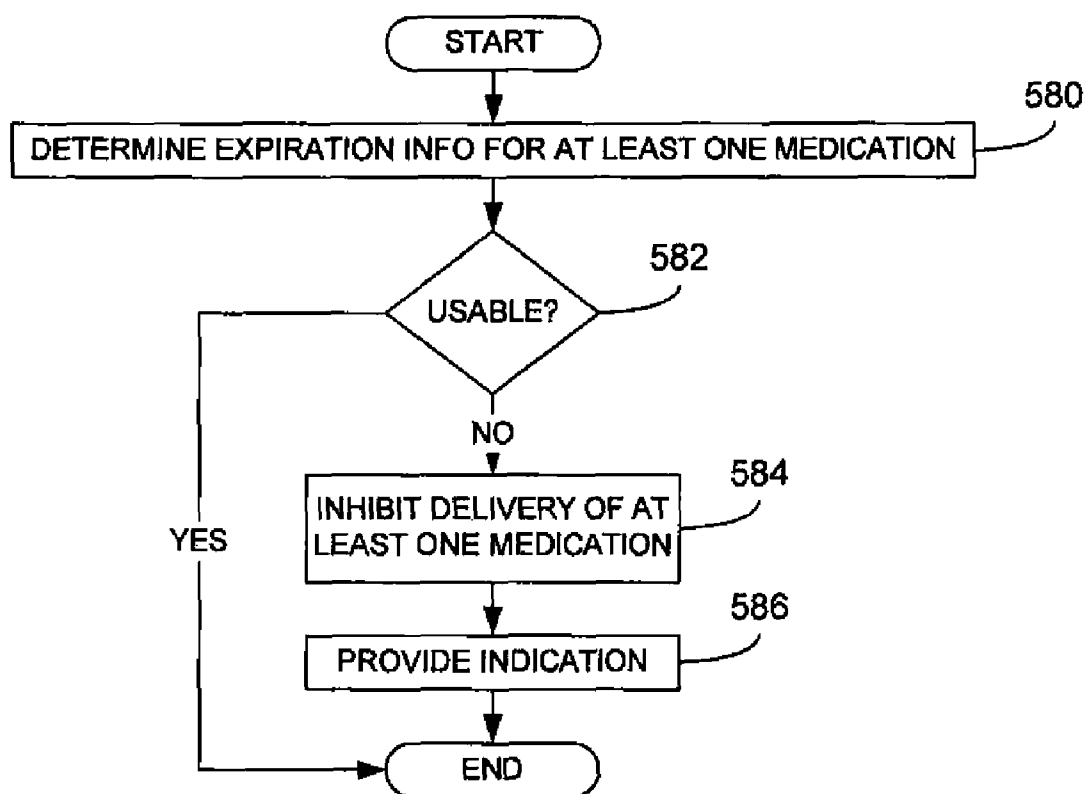 START
580
DETERMINE EXPIRATION INFO FOR AT LEAST ONE MEDICATION
582
USABLE?
NO
584
INHIBIT DELIVERY OF AT
LEAST ONE MEDICATION
YES
586
PROVIDE INDICATION
END